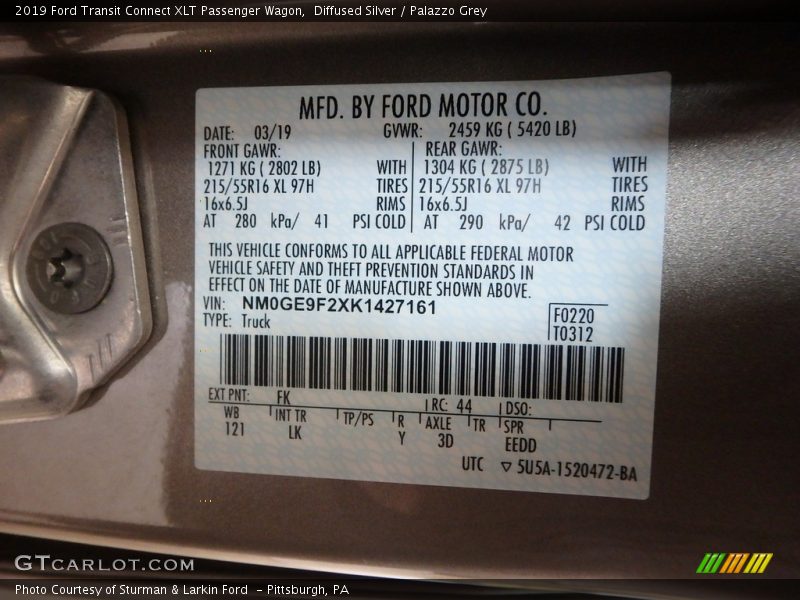 2019 Ford Transit Connect XLT Passenger Wagon,  Diffused Silver / Palazzo Grey
MFD. BY FORD MOTOR CO.
DATE: 03/19 GVWR: 2459 KG ( 5420 LB)
FRONT GAWR: REAR GAWR:
1271 KG ( 2802 LB) WITH 1304 KG ( 2875 LB) WITH
215/55R16 XL 97H TIRES 215/55R16 XL 97H TIRES
16x6.5J RIMS 16x6.5J RIMS
AT 280 kPa/ 41 PSI COLD AT 290 kPa/ 42 PSI COLD
THIS VEHICLE CONFORMS TO ALL APPLICABLE FEDERAL MOTOR
VEHICLE SAFETY AND THEFT PREVENTION STANDARDS IN
EFFECT ON THE DATE OF MANUFACTURE SHOWN ABOVE.
VIN: NM0GE9F2XK1427161 F0220
TYPE: Truck T0312
EXT PNT: FK RC: 44 DSO:
WB INT TR TP/PS R AXLE TR SPR
121 LK Y 3D EEDD
UTC ▽ 5U5A-1520472-BA
GTCARLOT.COM
Photo Courtesy of Sturman & Larkin Ford  - Pittsburgh, PA